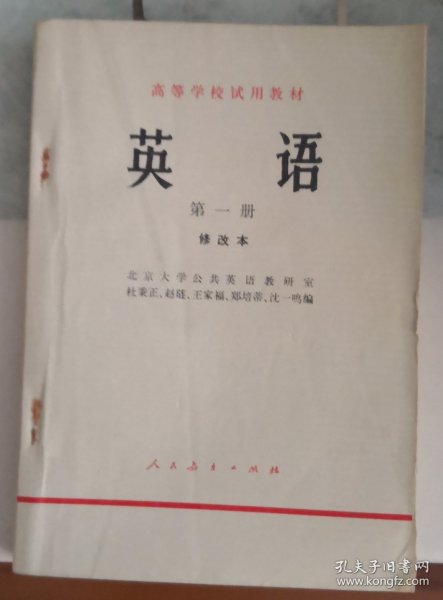 高等学校试用教材
英 语
第一册
修改本
北京大学公共英语教研室
杜秉正、赵琏、王家福、郑培蒂、沈一鸣编
人民教育出版社
孔夫子旧书网
www.kongfz.com